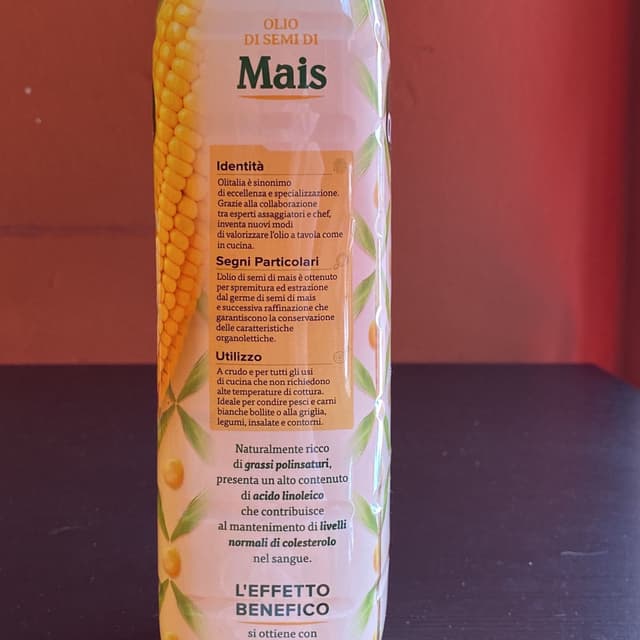 OLIO
DI SEMI DI
Mais
Identità
Olitalia è sinonimo
di eccellenza e specializzazione.
Grazie alla collaborazione
tra esperti assaggiatori e chef,
inventa nuovi modi
di valorizzare l'olio a tavola come
in cucina.
Segni Particolari
L'olio di semi di mais è ottenuto
per spremitura ed estrazione
dal germe di semi di mais
e successiva raffinazione che
garantiscono la conservazione
delle caratteristiche
organolettiche.
Utilizzo
A crudo e per tutti gli usi
di cucina che non richiedono
alte temperature di cottura.
Ideale per condire pesci e carni
bianche bollite o alla griglia,
legumi, insalate e contorni.
Naturalmente ricco
di grassi polinsaturi,
presenta un alto contenuto
di acido linoleico
che contribuisce
al mantenimento di livelli
normali di colesterolo
nel sangue.
L'EFFETTO
BENEFICO
si ottiene con